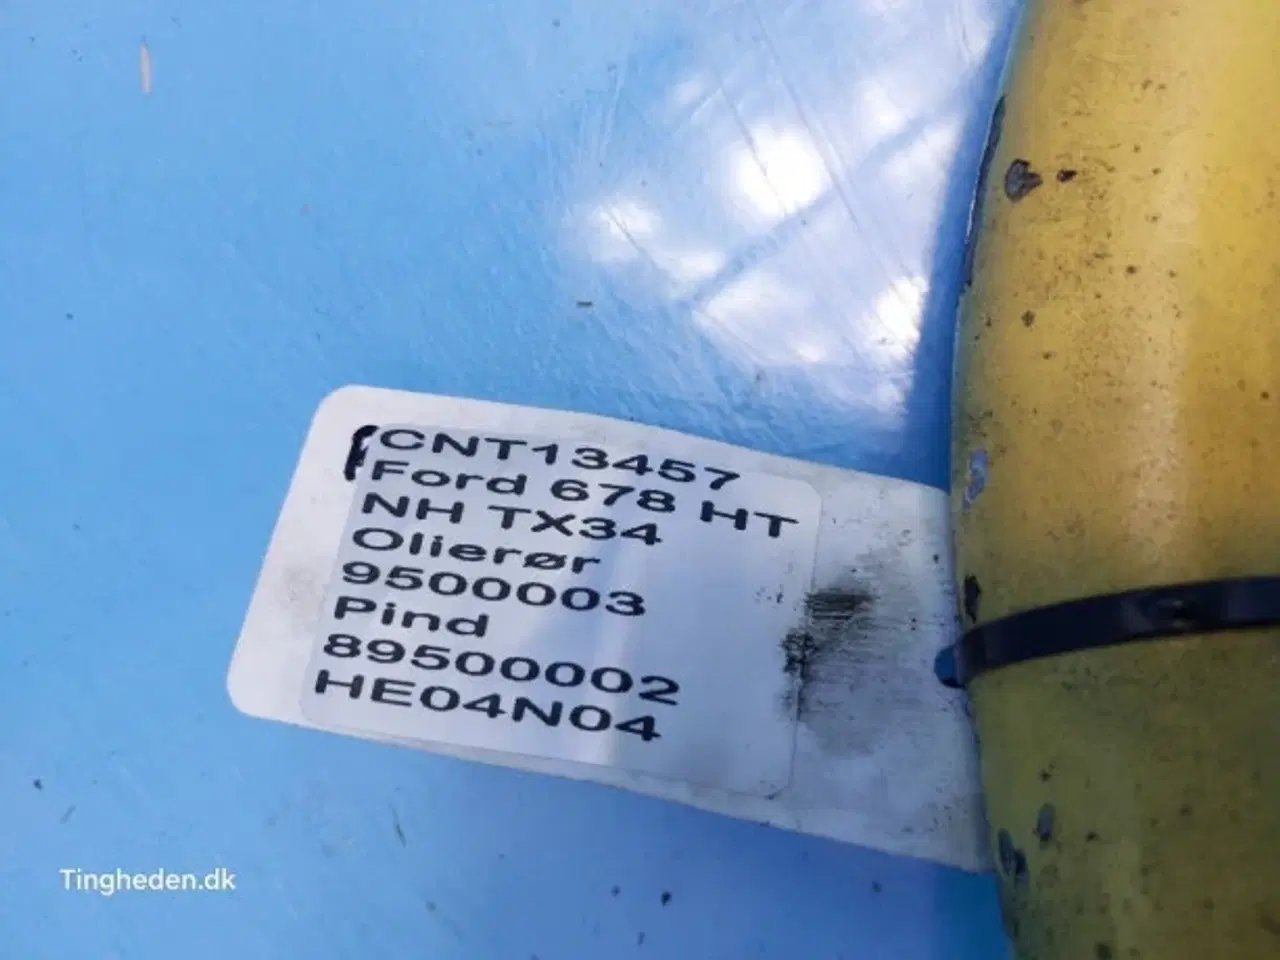 CNT13457
Ford 678 HT
NH TX34
Olierør
9500003
Pind
89500002
HE04N04
Tingheden.dk